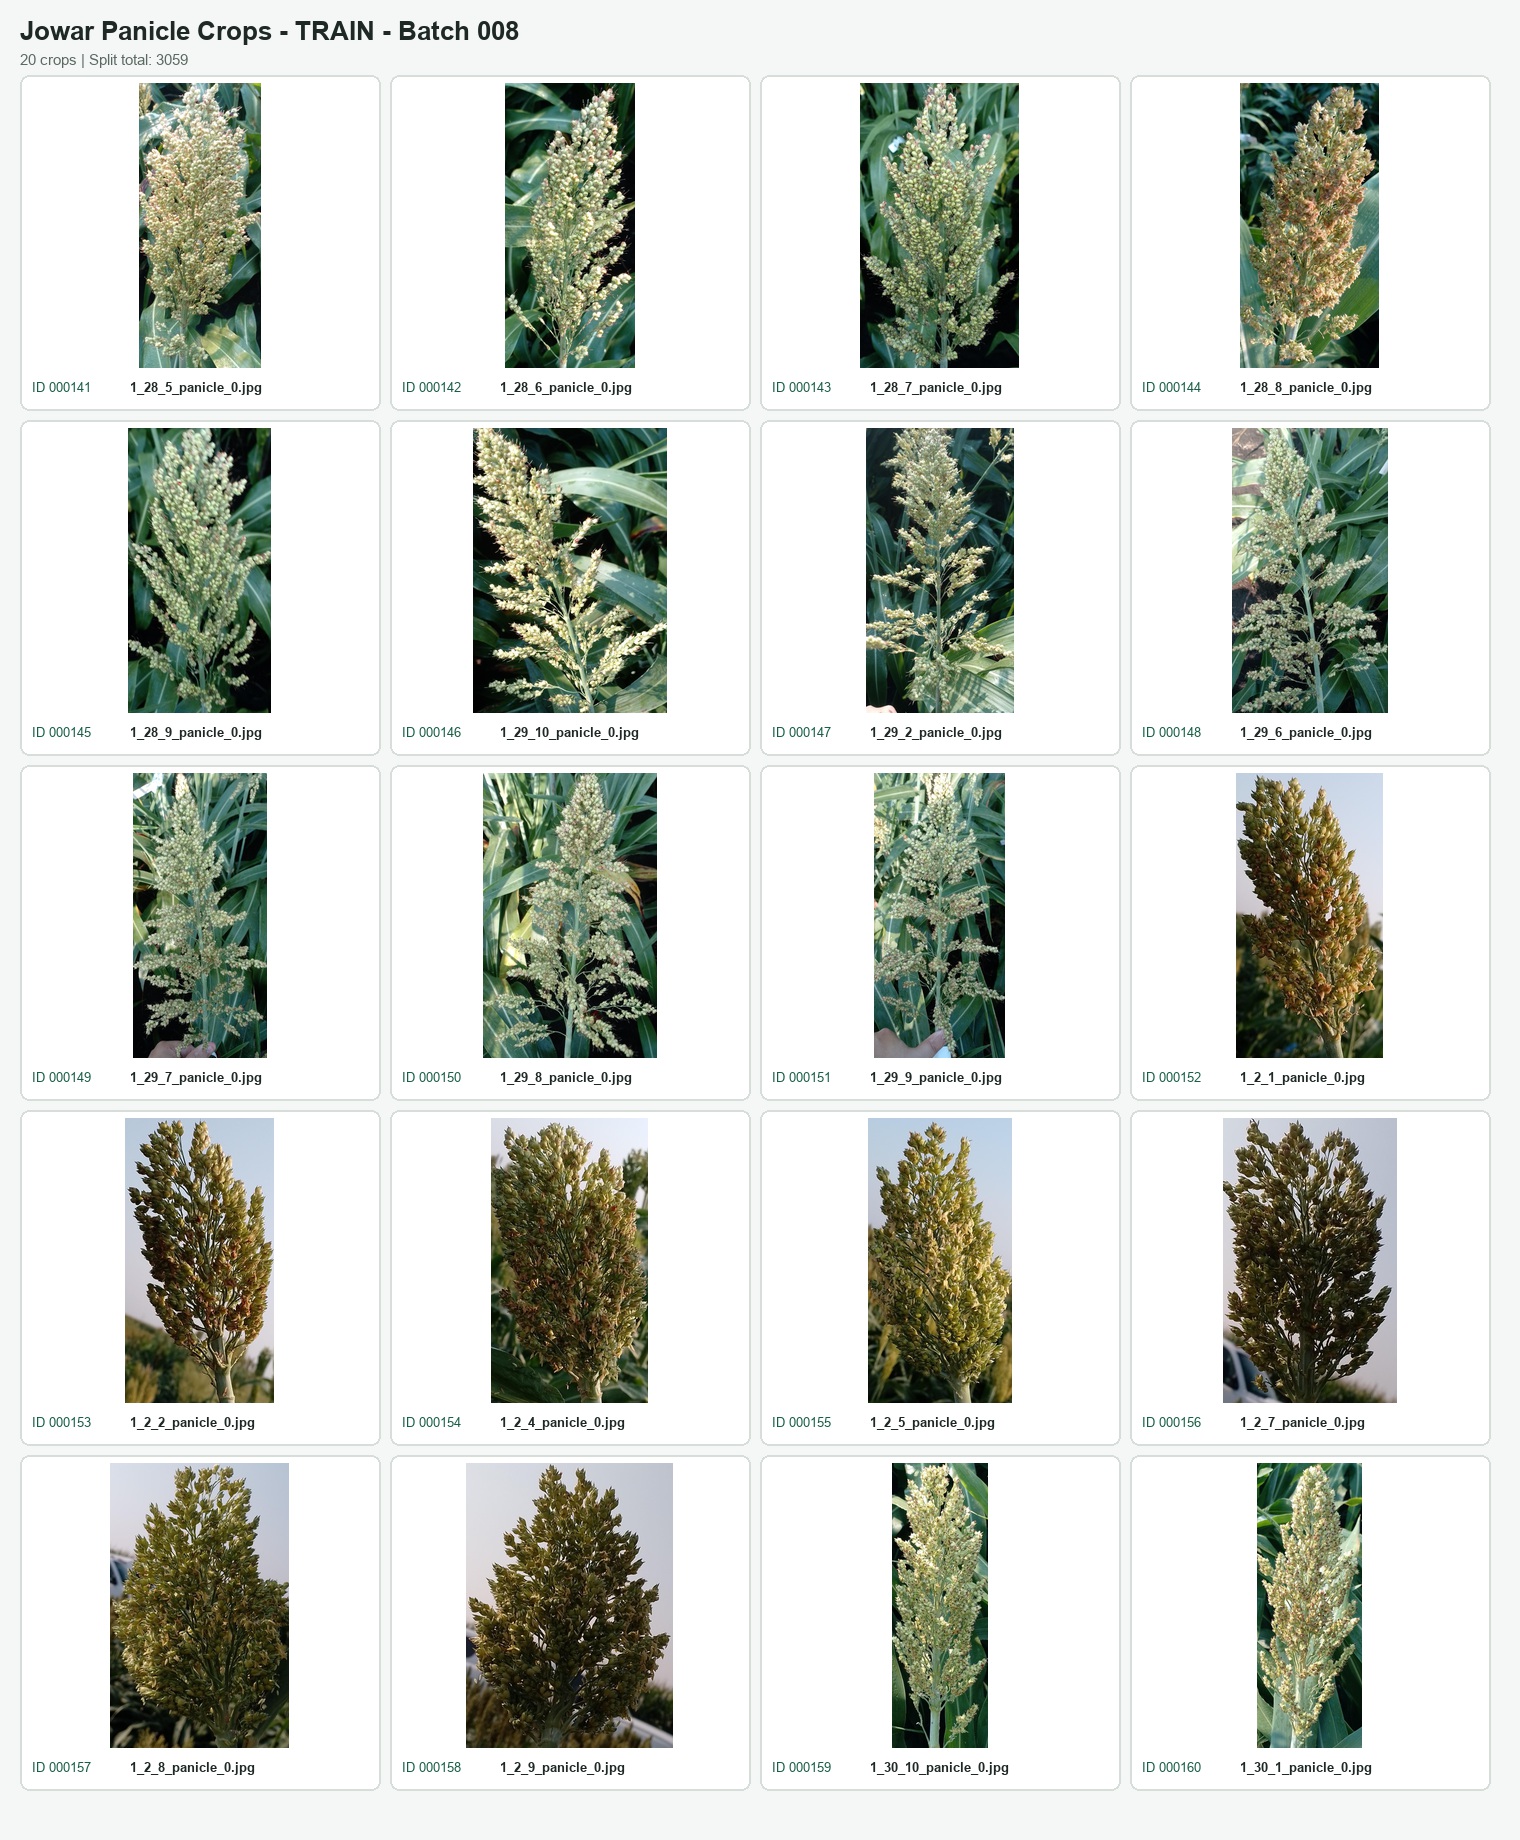 Jowar Panicle Crops - TRAIN - Batch 008
20 crops | Split total: 3059
ID 000141 1_28_5_panicle_0.jpg
ID 000142 1_28_6_panicle_0.jpg
ID 000143 1_28_7_panicle_0.jpg
ID 000144 1_28_8_panicle_0.jpg
ID 000145 1_28_9_panicle_0.jpg
ID 000146 1_29_10_panicle_0.jpg
ID 000147 1_29_2_panicle_0.jpg
ID 000148 1_29_6_panicle_0.jpg
ID 000149 1_29_7_panicle_0.jpg
ID 000150 1_29_8_panicle_0.jpg
ID 000151 1_29_9_panicle_0.jpg
ID 000152 1_2_1_panicle_0.jpg
ID 000153 1_2_2_panicle_0.jpg
ID 000154 1_2_4_panicle_0.jpg
ID 000155 1_2_5_panicle_0.jpg
ID 000156 1_2_7_panicle_0.jpg
ID 000157 1_2_8_panicle_0.jpg
ID 000158 1_2_9_panicle_0.jpg
ID 000159 1_30_10_panicle_0.jpg
ID 000160 1_30_1_panicle_0.jpg